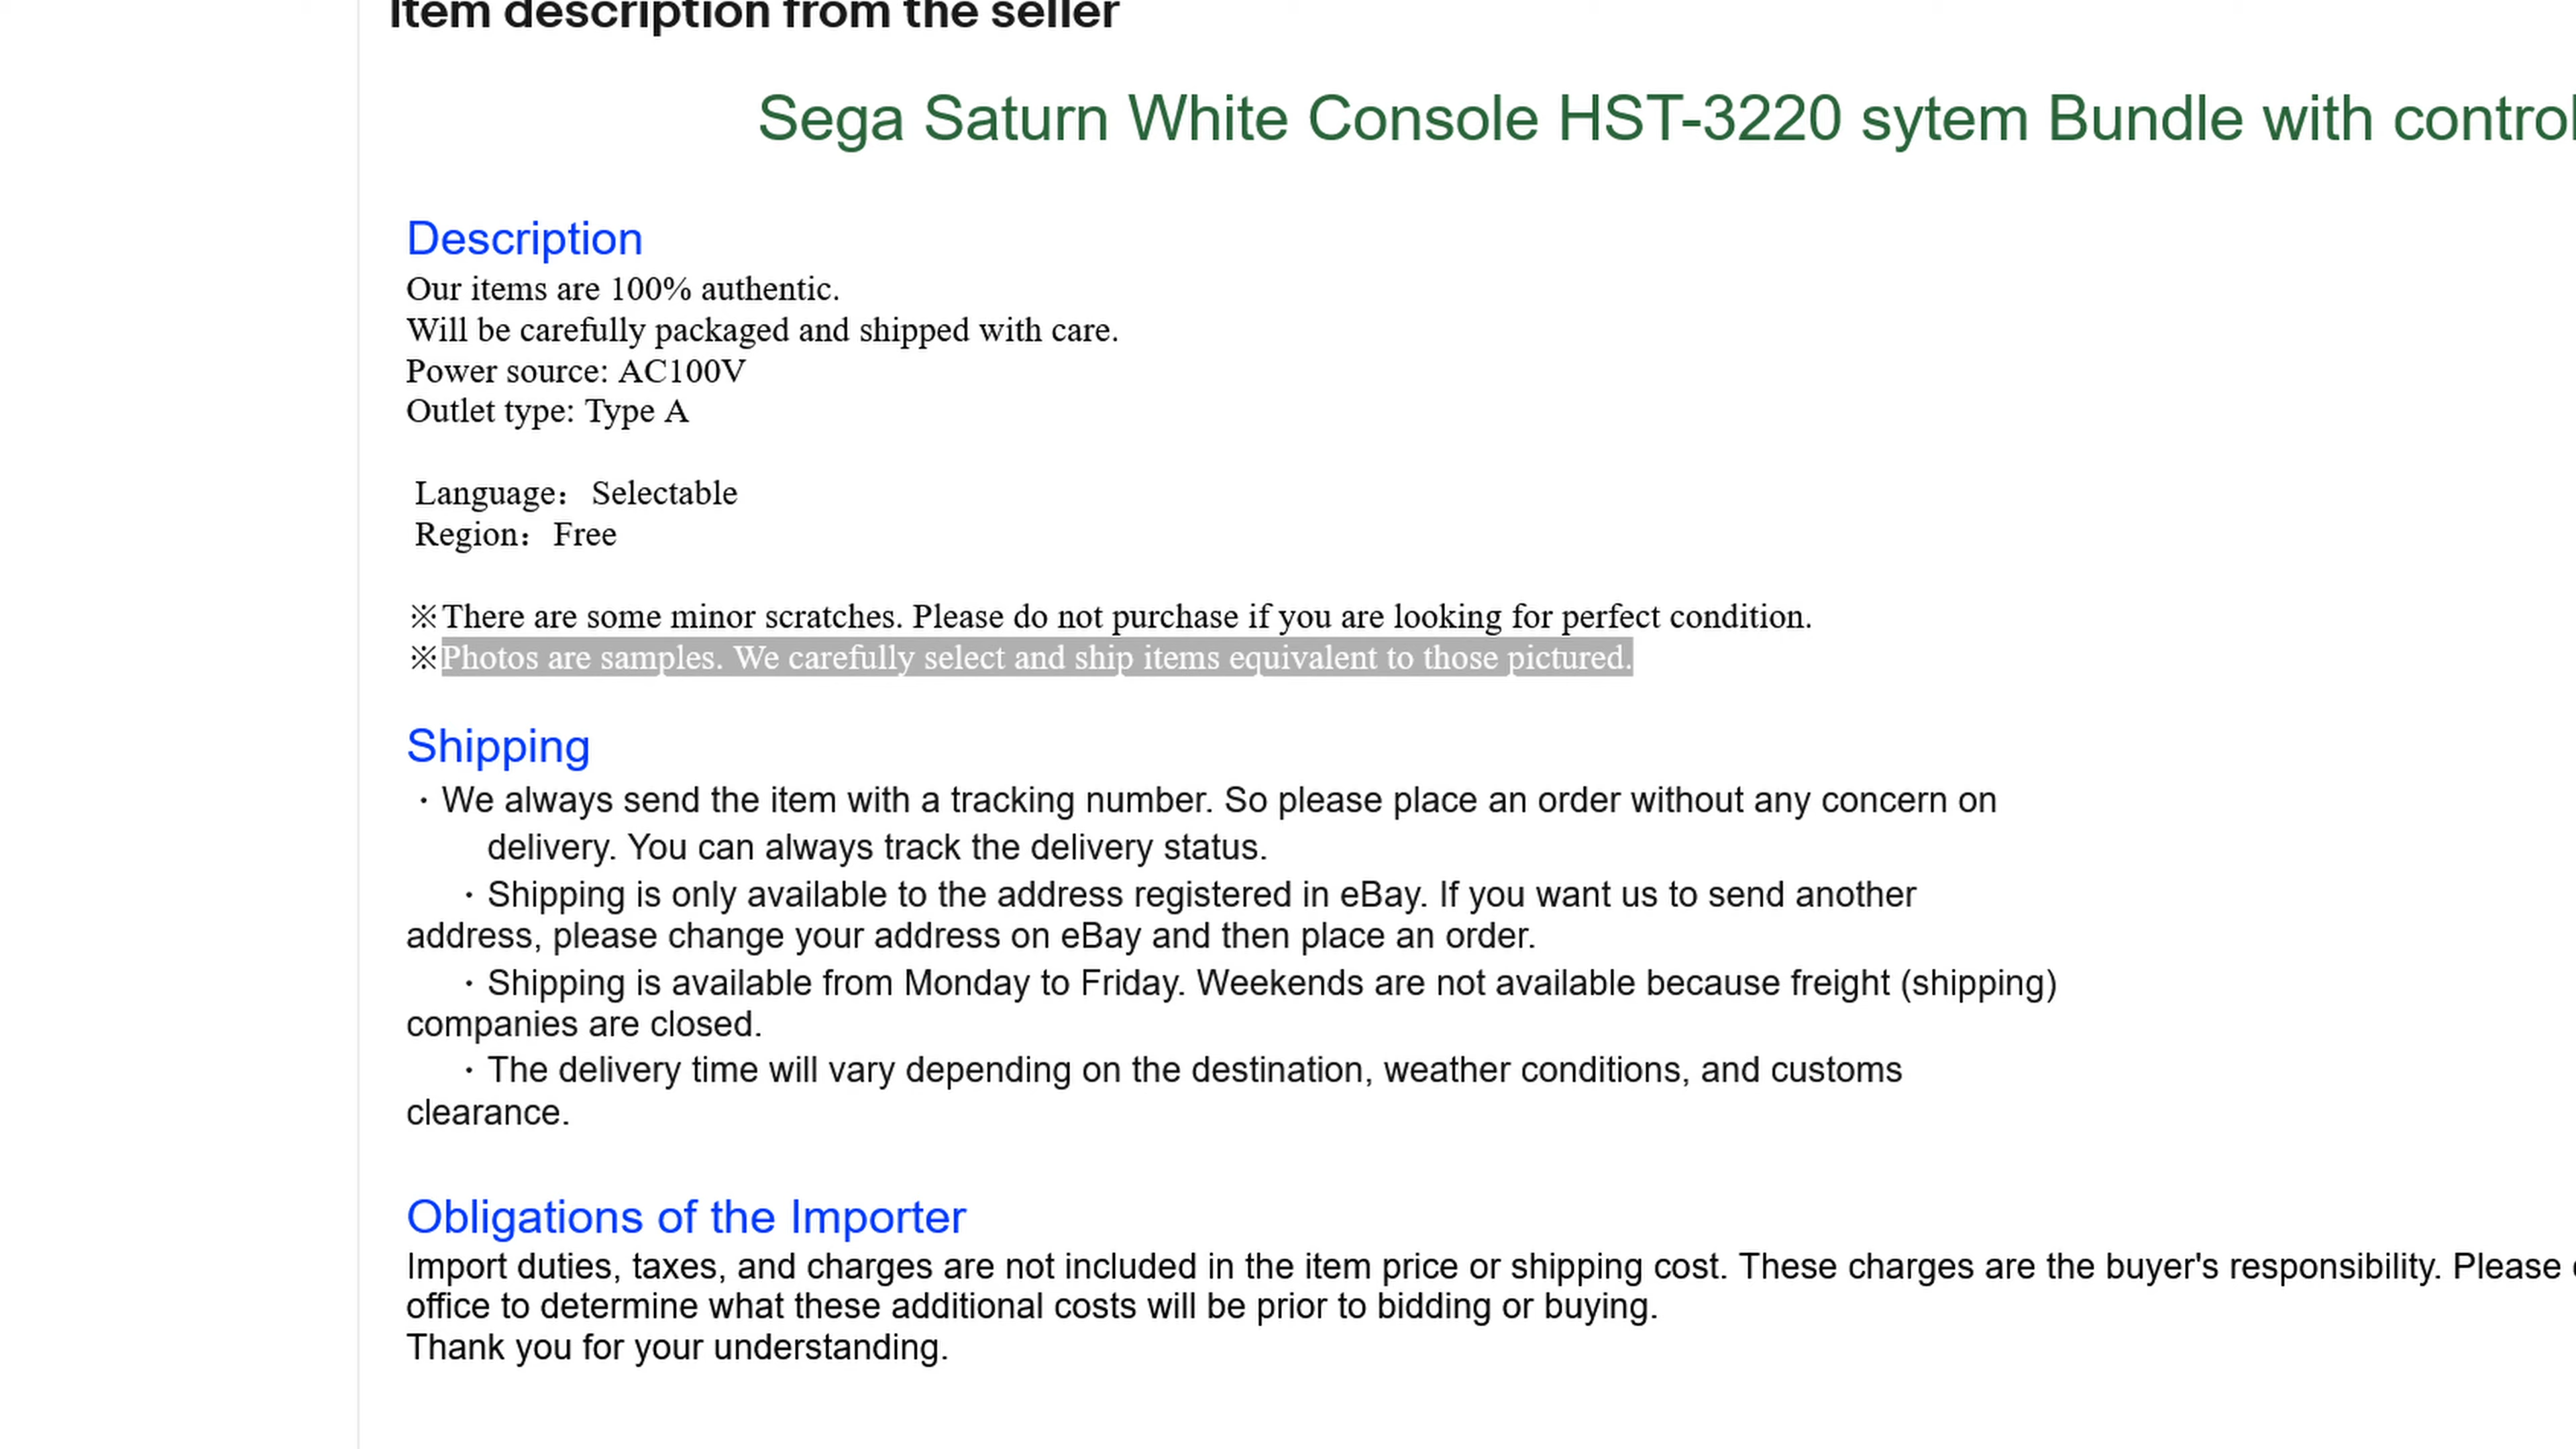 Item description from the seller
Sega Saturn White Console HST-3220 sytem Bundle with control
Description
Our items are 100% authentic.
Will be carefully packaged and shipped with care.
Power source: AC100V
Outlet type: Type A
Language： Selectable
Region： Free
※There are some minor scratches. Please do not purchase if you are looking for perfect condition.
※Photos are samples. We carefully select and ship items equivalent to those pictured.
Shipping
・We always send the item with a tracking number. So please place an order without any concern on
delivery. You can always track the delivery status.
・Shipping is only available to the address registered in eBay. If you want us to send another
address, please change your address on eBay and then place an order.
・Shipping is available from Monday to Friday. Weekends are not available because freight (shipping)
companies are closed.
・The delivery time will vary depending on the destination, weather conditions, and customs
clearance.
Obligations of the Importer
Import duties, taxes, and charges are not included in the item price or shipping cost. These charges are the buyer's responsibility. Please
office to determine what these additional costs will be prior to bidding or buying.
Thank you for your understanding.